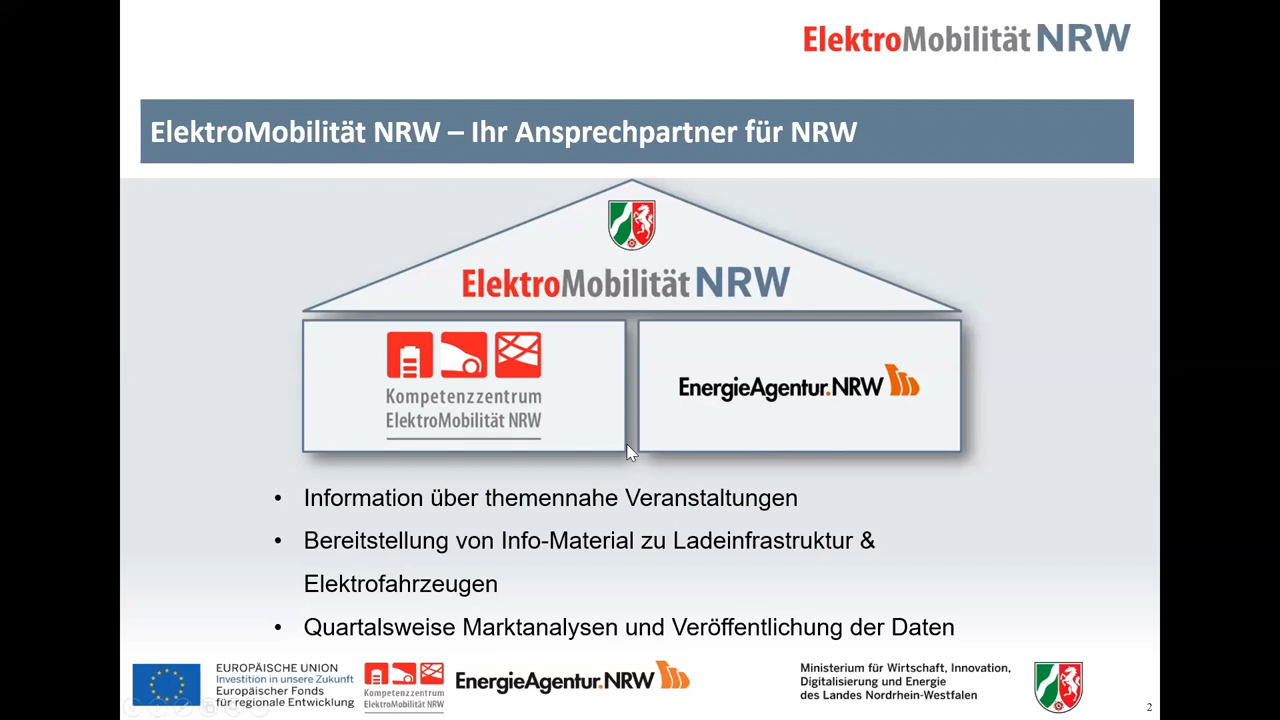 ElektroMobilität NRW
ElektroMobilität NRW – Ihr Ansprechpartner für NRW
ElektroMobilität NRW
Kompetenzzentrum
ElektroMobilität NRW
EnergieAgentur.NRW
• Information über themennahe Veranstaltungen
• Bereitstellung von Info-Material zu Ladeinfrastruktur &
Elektrofahrzeugen
• Quartalsweise Marktanalysen und Veröffentlichung der Daten
EUROPÄISCHE UNION
Investition in unsere Zukunft
Europäischer Fonds
für regionale Entwicklung
Kompetenzzentrum
ElektroMobilität NRW
EnergieAgentur.NRW
Ministerium für Wirtschaft, Innovation,
Digitalisierung und Energie
des Landes Nordrhein-Westfalen
2